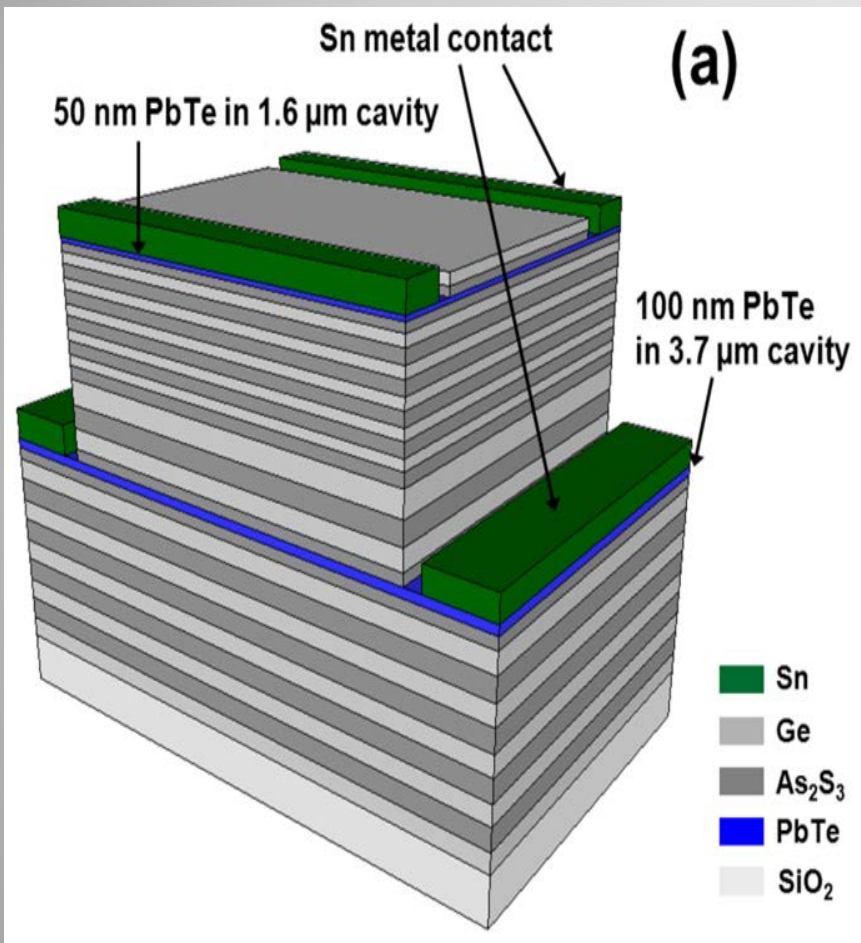 Sn metal contact
(a)
50 nm PbTe in 1.6 µm cavity
100 nm PbTe
in 3.7 µm cavity
Sn
Ge
As₂S₃
PbTe
SiO₂